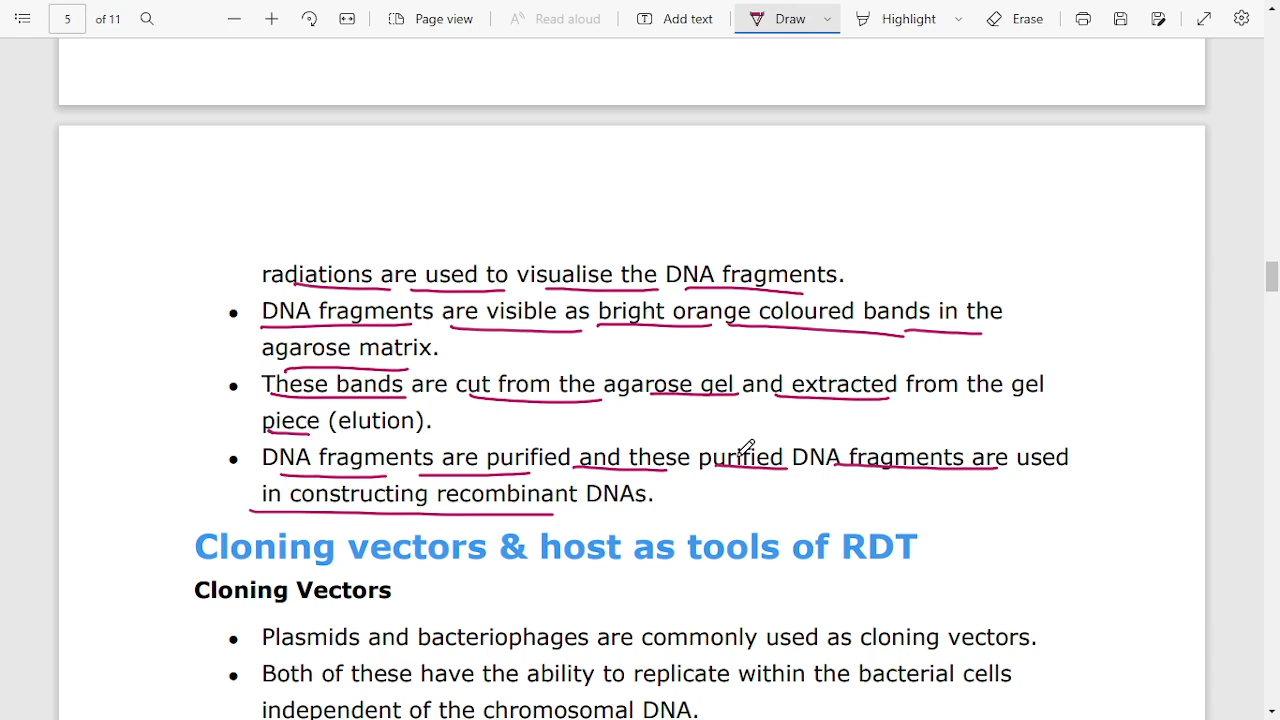 5 of 11 Page view Read aloud Add text Draw Highlight Erase
radiations are used to visualise the DNA fragments.
• DNA fragments are visible as bright orange coloured bands in the
agarose matrix.
• These bands are cut from the agarose gel and extracted from the gel
piece (elution).
• DNA fragments are purified and these purified DNA fragments are used
in constructing recombinant DNAs.
Cloning vectors & host as tools of RDT
Cloning Vectors
• Plasmids and bacteriophages are commonly used as cloning vectors.
• Both of these have the ability to replicate within the bacterial cells
independent of the chromosomal DNA.